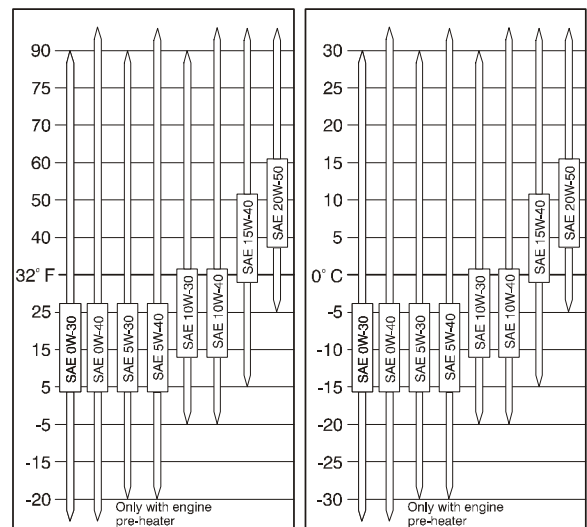 90
75
70
60
50
40
32° F
25
15
5
-5
-15
-20
SAE 0W-30
SAE 0W-40
SAE 5W-30
SAE 5W-40
SAE 10W-30
SAE 10W-40
SAE 15W-40
SAE 20W-50
Only with engine
pre-heater
30
25
20
15
10
5
0° C
-5
-10
-15
-20
-25
-30
SAE 0W-30
SAE 0W-40
SAE 5W-30
SAE 5W-40
SAE 10W-30
SAE 10W-40
SAE 15W-40
SAE 20W-50
Only with engine
pre-heater